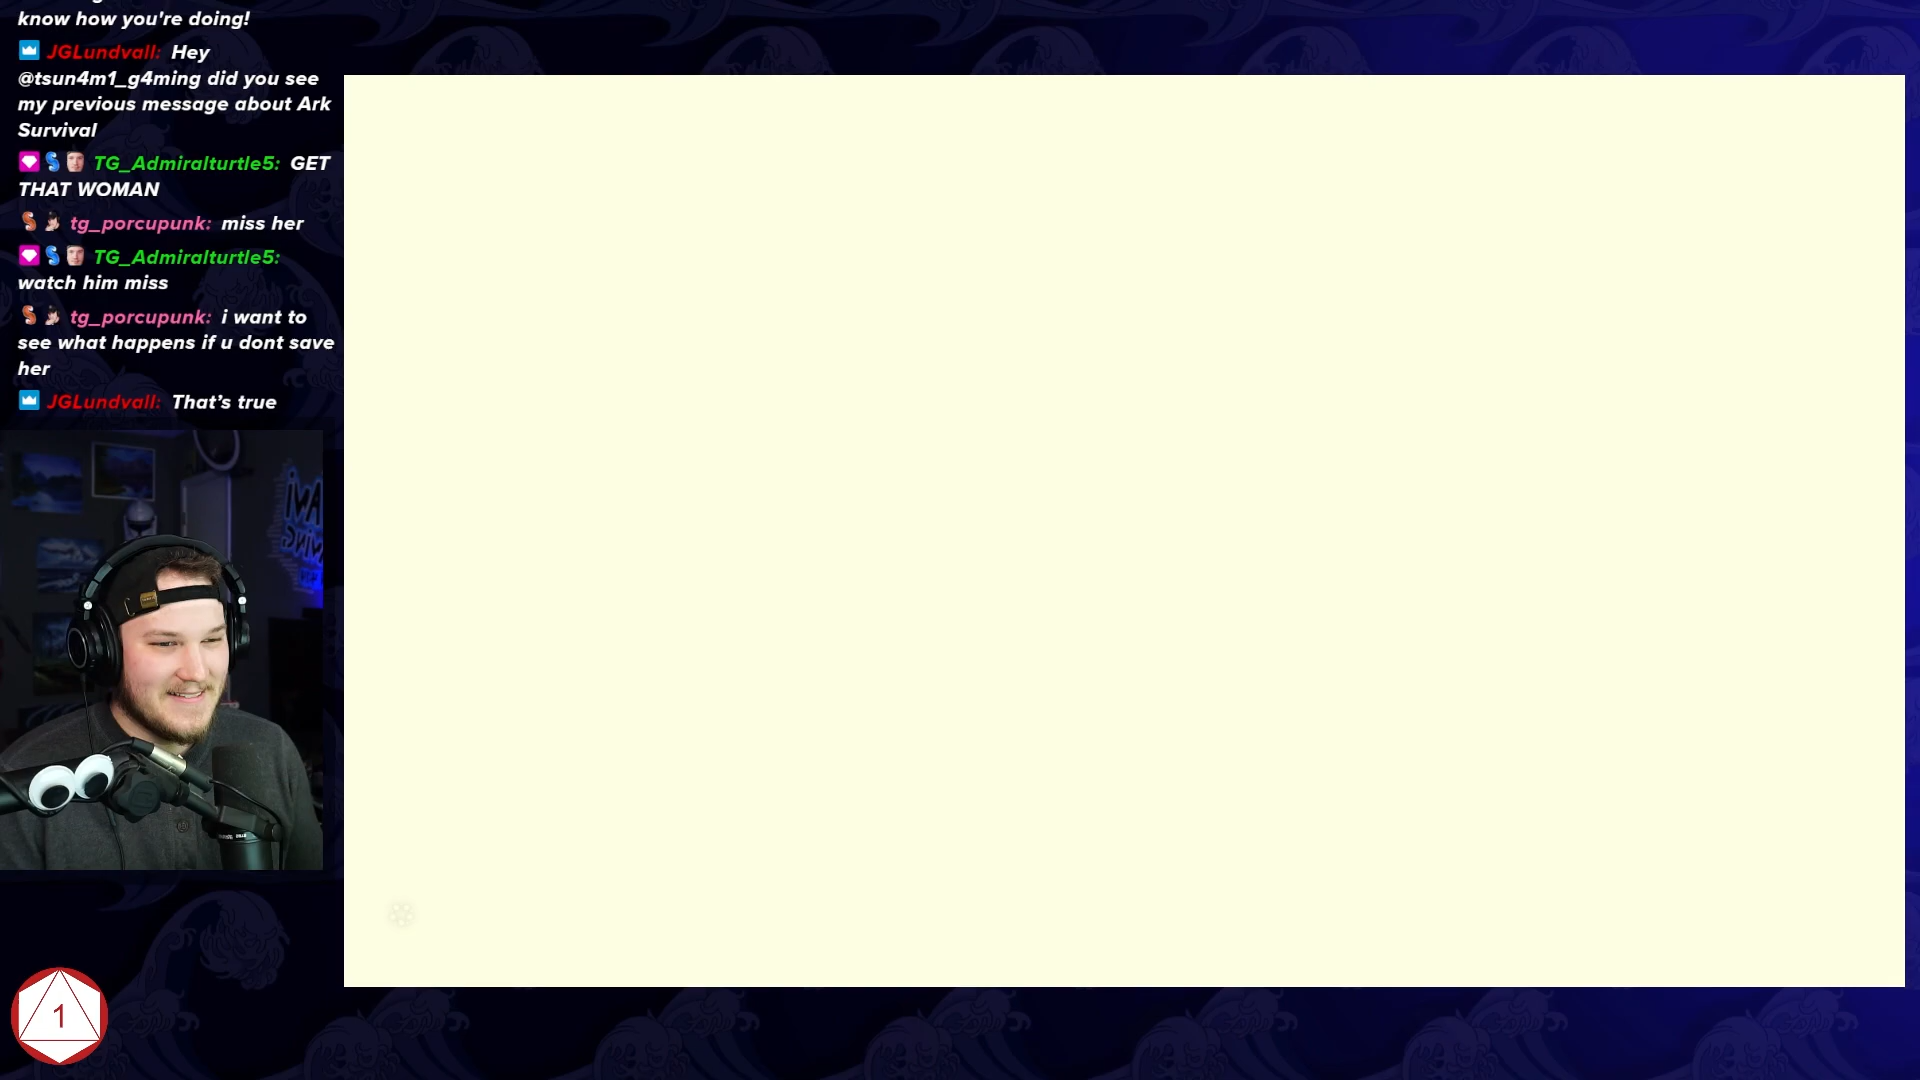 know how you're doing!
JGLundvall: Hey
@tsun4m1_g4ming did you see
my previous message about Ark
Survival
TG_Admiralturtle5: GET
THAT WOMAN
tg_porcupunk: miss her
TG_Admiralturtle5:
watch him miss
tg_porcupunk: i want to
see what happens if u dont save
her
JGLundvall: That’s true
1